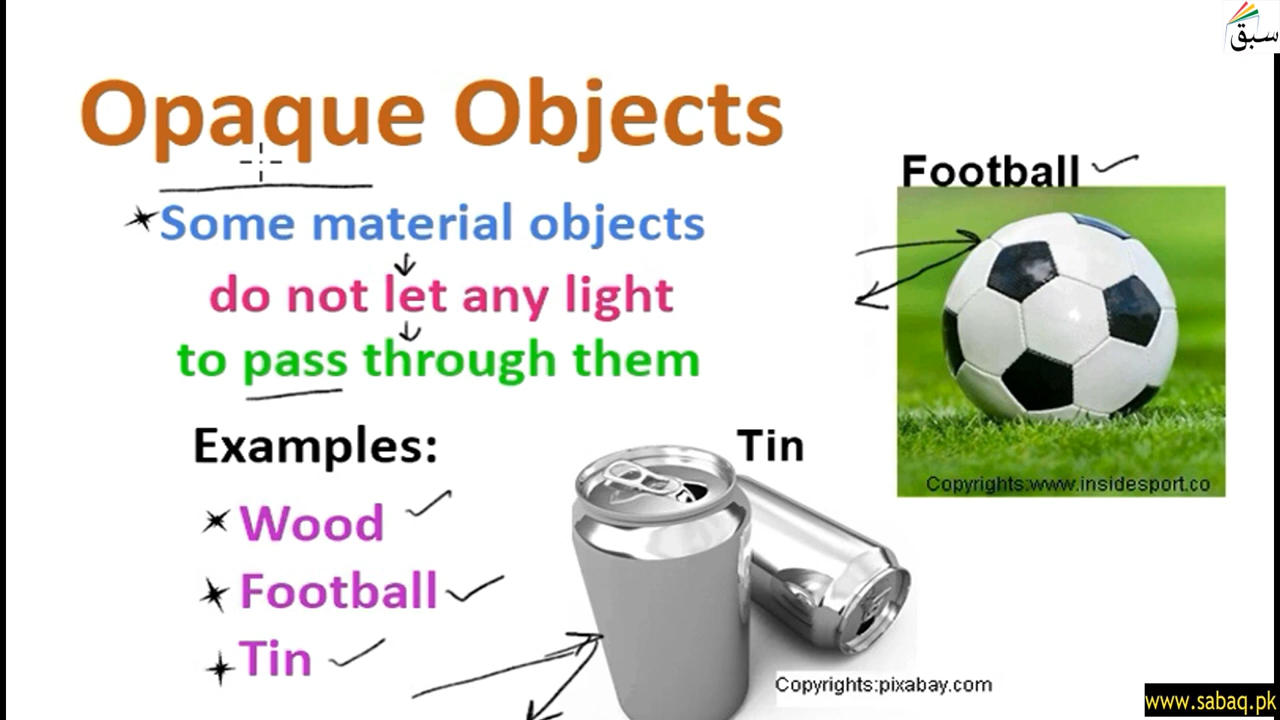 سبق
Opaque Objects
Some material objects
do not let any light
to pass through them
Examples:
Wood
Football
Tin
Football
Copyrights:www.insidesport.co
Tin
Copyrights:pixabay.com
www.sabaq.pk